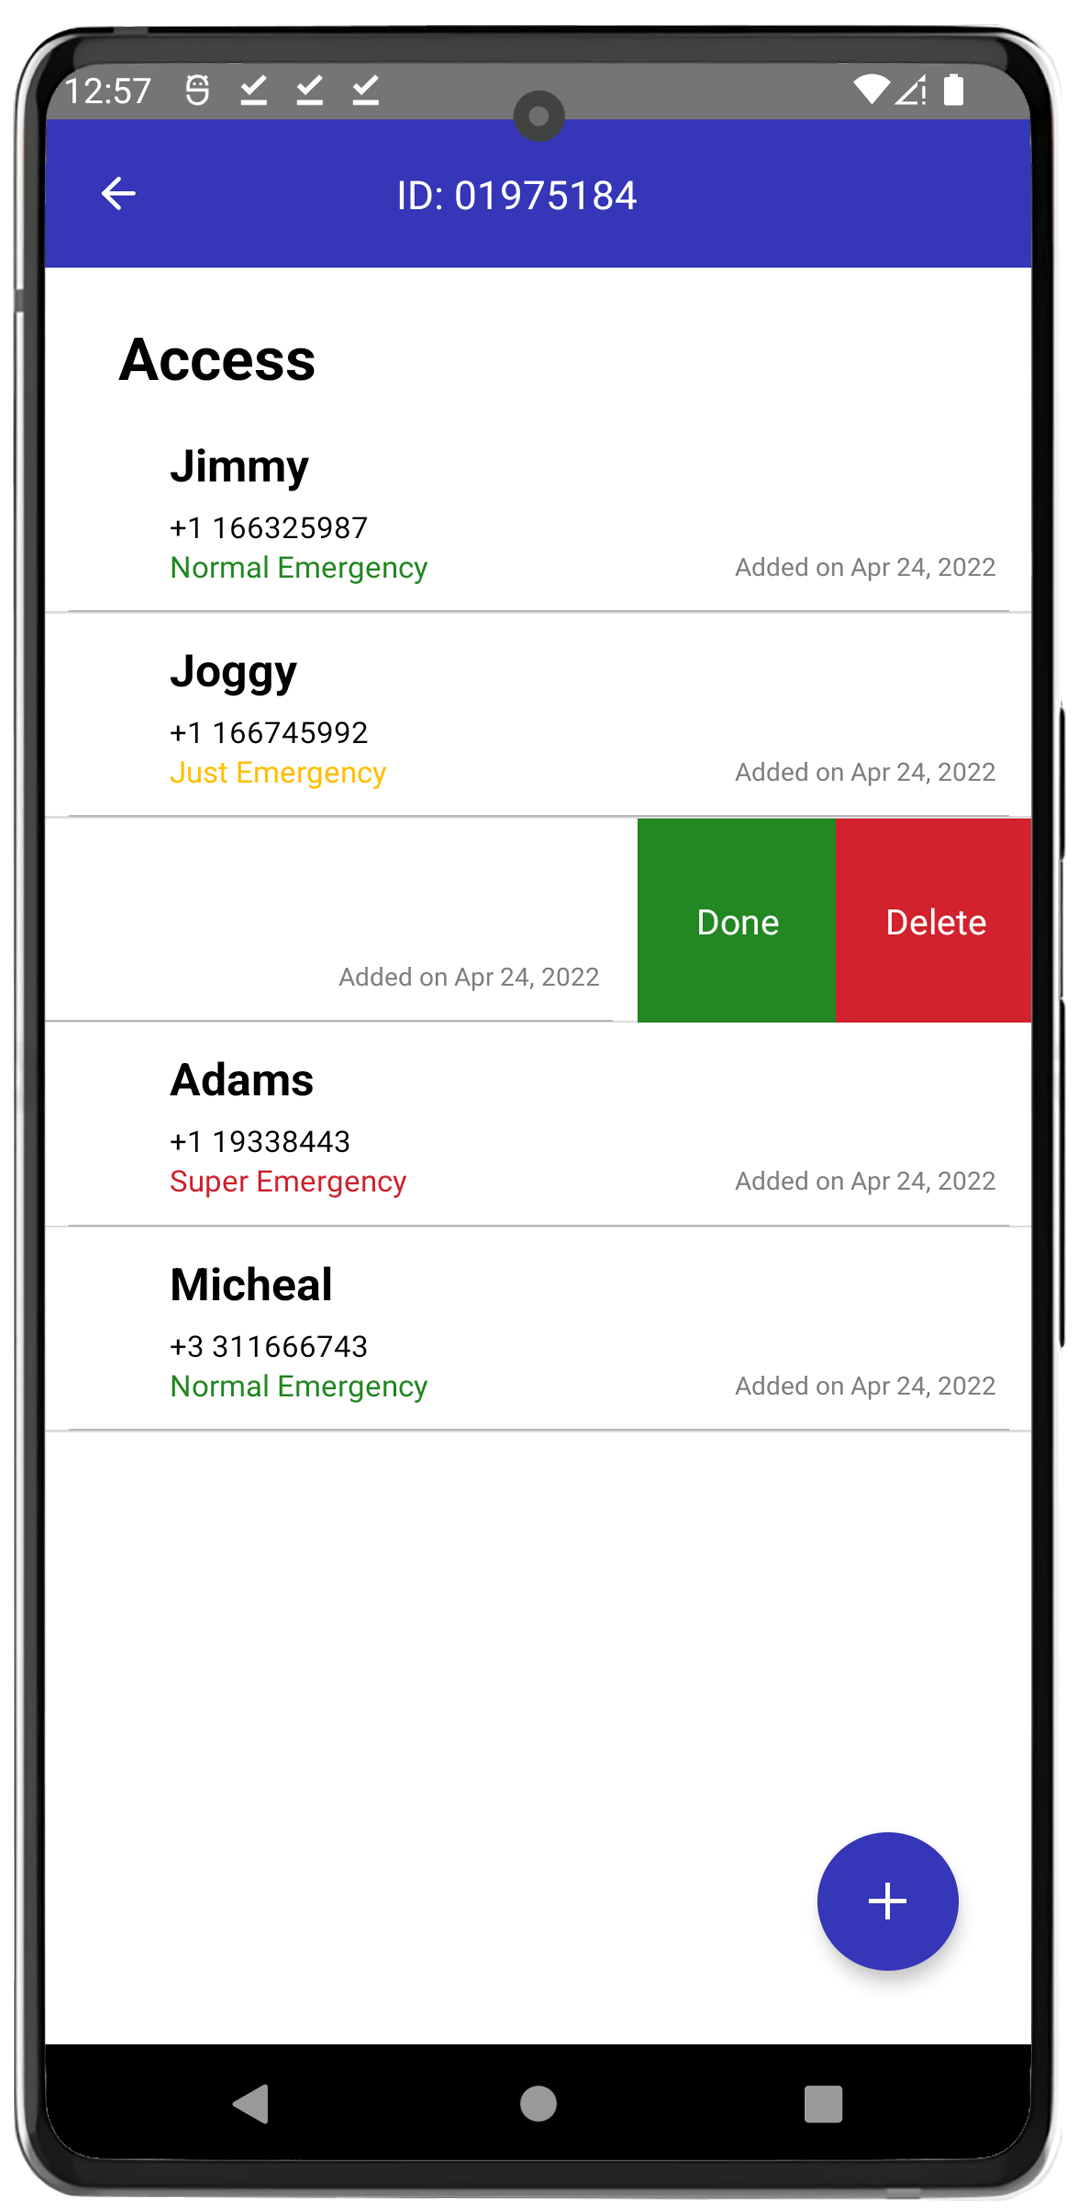 12:57
ID: 01975184
Access
Jimmy
+1 166325987
Normal Emergency Added on Apr 24, 2022
Joggy
+1 166745992
Just Emergency Added on Apr 24, 2022
Done Delete
Added on Apr 24, 2022
Adams
+1 19338443
Super Emergency Added on Apr 24, 2022
Micheal
+3 311666743
Normal Emergency Added on Apr 24, 2022